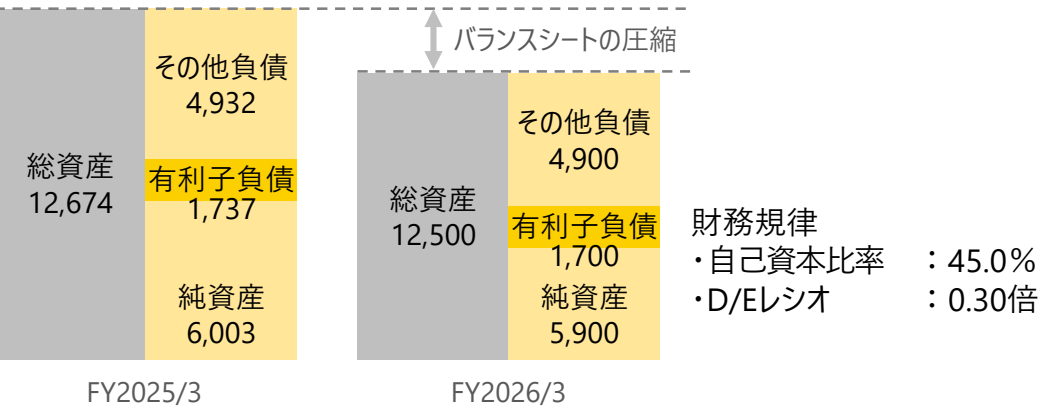 バランスシートの圧縮
その他負債
4,932
総資産
12,674
有利子負債
1,737
純資産
6,003
FY2025/3
その他負債
4,900
総資産
12,500
有利子負債
1,700
純資産
5,900
FY2026/3
財務規律
・自己資本比率 ：45.0％
・D/Eレシオ ：0.30倍